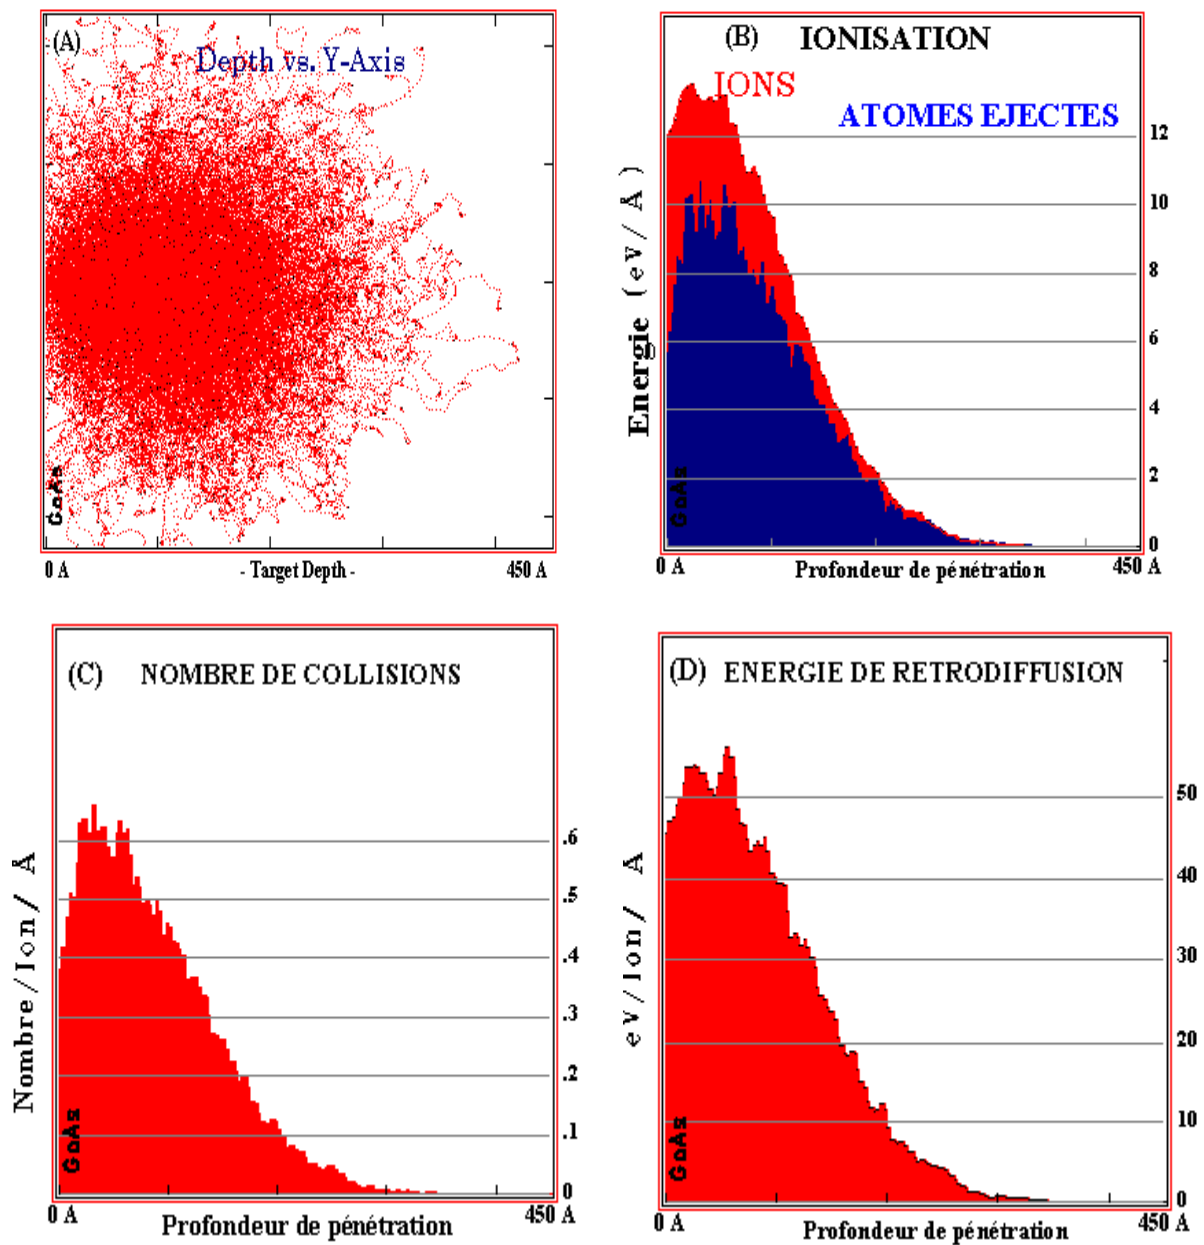 (A)
Depth vs. Y-Axis
GaAs
0 A - Target Depth - 450 A
(B) IONISATION
IONS
ATOMES EJECTES
Energie ( eV / Å )
12
10
8
6
4
2
0
GaAs
0 A Profondeur de pénétration 450 A
(C) NOMBRE DE COLLISIONS
Nombre / Ion / Å
.6
.5
.4
.3
.2
.1
0
GaAs
0 A Profondeur de pénétration 450 A
(D) ENERGIE DE RETRODIFFUSION
eV / Ion / Å
50
40
30
20
10
0
GaAs
0 A Profondeur de pénétration 450 A